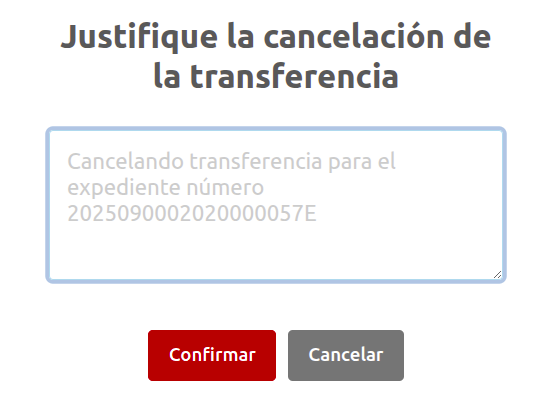 Justifique la cancelación de
la transferencia
Cancelando transferencia para el
expediente número
2025090002020000057E
Confirmar
Cancelar